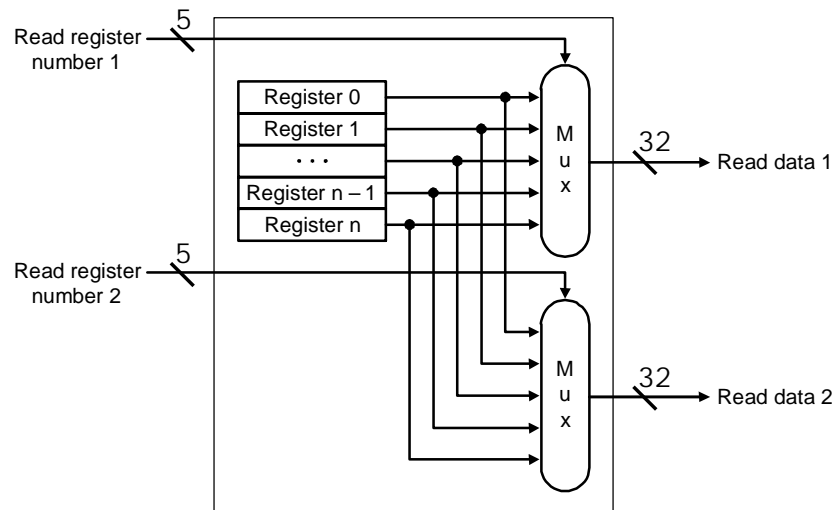 5
Read register
number 1
Register 0
Register 1
. . .
Register n – 1
Register n
M
u
x
32
Read data 1
5
Read register
number 2
M
u
x
32
Read data 2